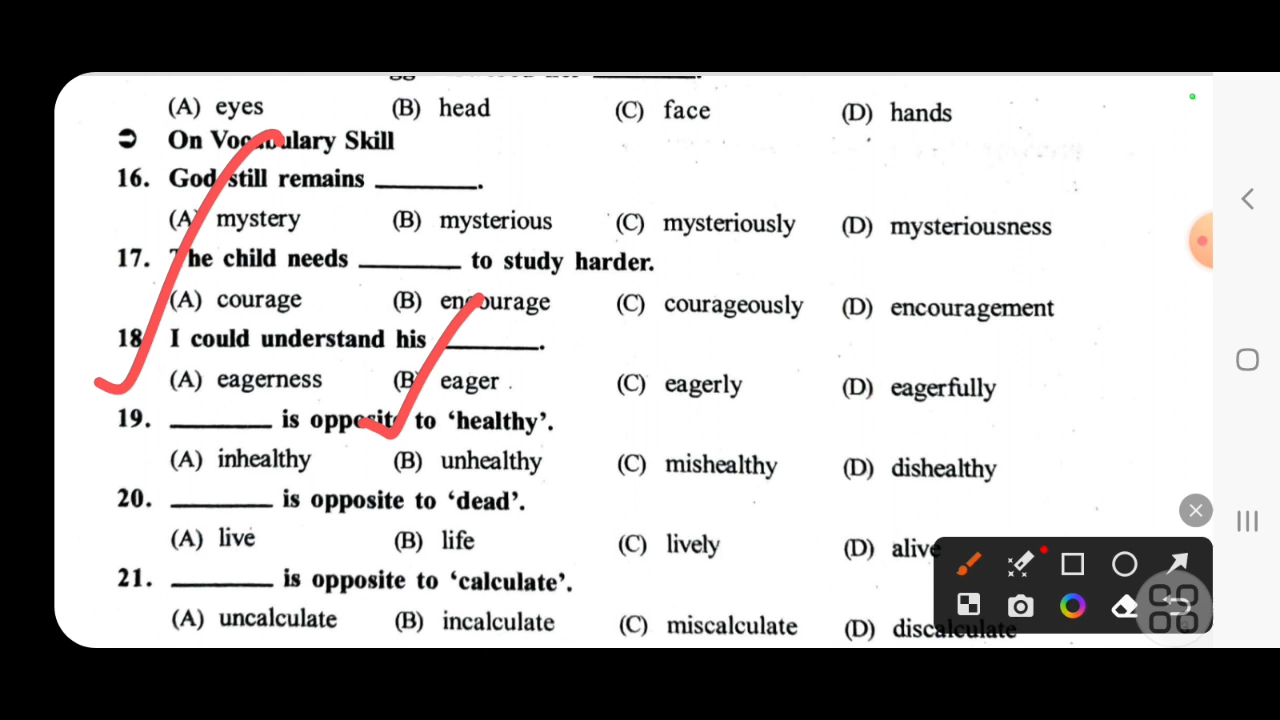 (A) eyes (B) head (C) face (D) hands
➲ On Vocabulary Skill
16. God still remains ________.
(A) mystery (B) mysterious (C) mysteriously (D) mysteriousness
17. The child needs ________ to study harder.
(A) courage (B) encourage (C) courageously (D) encouragement
18. I could understand his ________.
(A) eagerness (B) eager (C) eagerly (D) eagerfully
19. ________ is opposite to ‘healthy’.
(A) inhealthy (B) unhealthy (C) mishealthy (D) dishealthy
20. ________ is opposite to ‘dead’.
(A) live (B) life (C) lively (D) alive
21. ________ is opposite to ‘calculate’.
(A) uncalculate (B) incalculate (C) miscalculate (D) discalculate